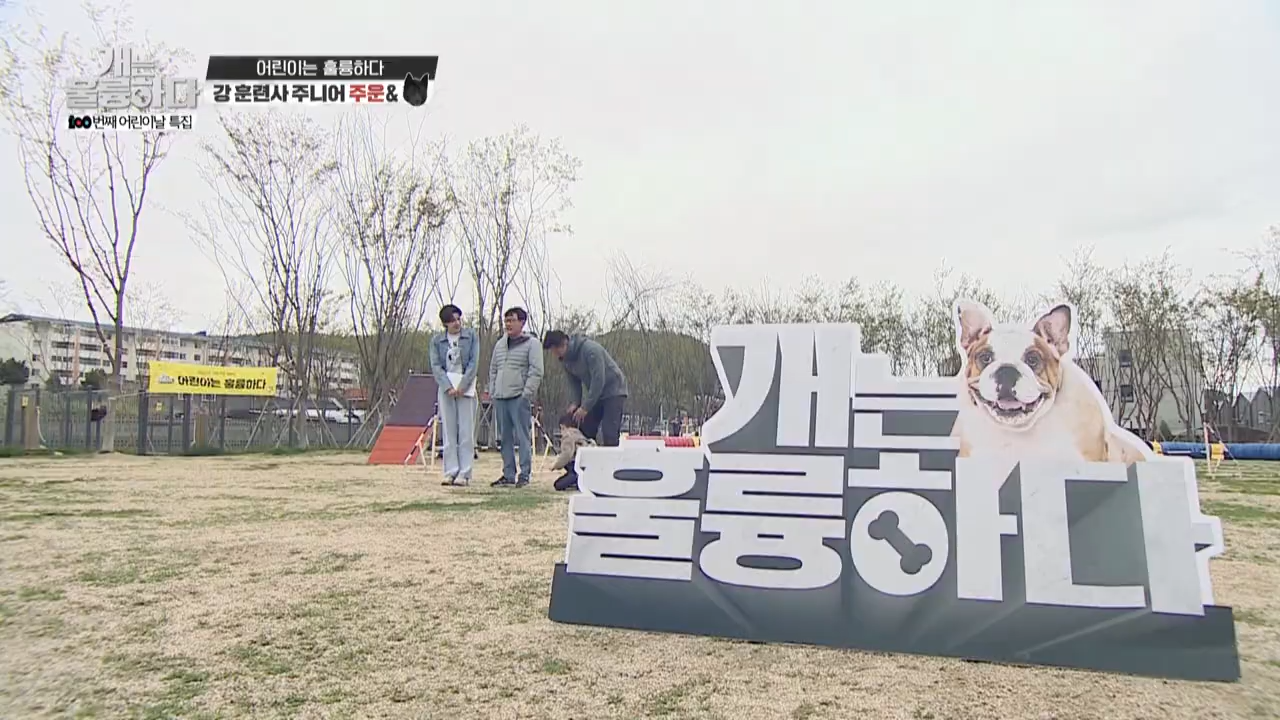 개는
훌륭하다
100번째 어린이날 특집
어린이는 훌륭하다
강 훈련사 주니어 주운&
어린이는 훌륭하다
개는
훌륭하다